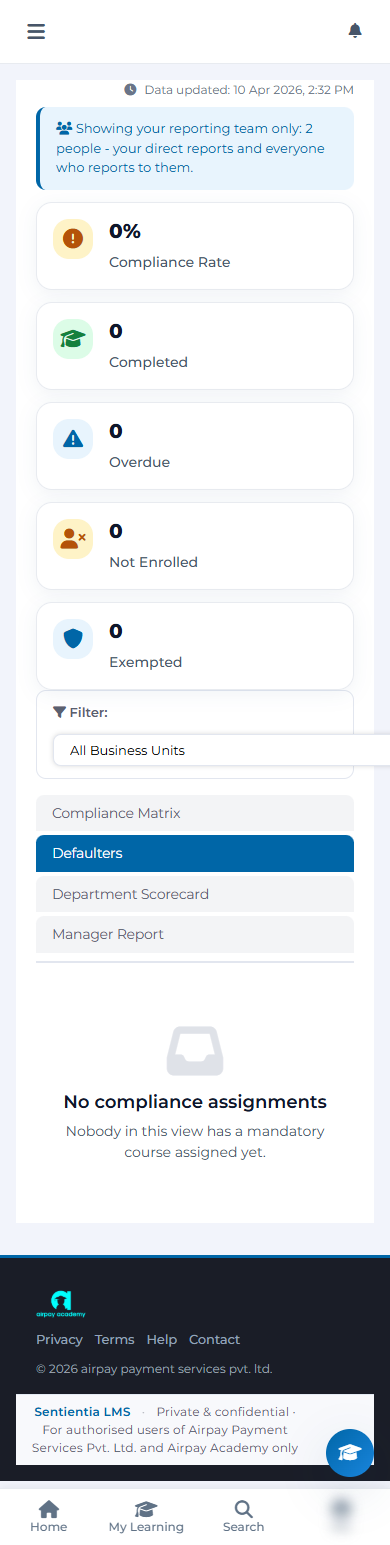 Data updated: 10 Apr 2026, 2:32 PM
Showing your reporting team only: 2
people - your direct reports and everyone
who reports to them.
0%
Compliance Rate
0
Completed
0
Overdue
0
Not Enrolled
0
Exempted
Filter:
All Business Units
Compliance Matrix
Defaulters
Department Scorecard
Manager Report
No compliance assignments
Nobody in this view has a mandatory
course assigned yet.
airpay academy
Privacy Terms Help Contact
© 2026 airpay payment services pvt. ltd.
Sentientia LMS · Private & confidential ·
For authorised users of Airpay Payment
Services Pvt. Ltd. and Airpay Academy only
Home My Learning Search